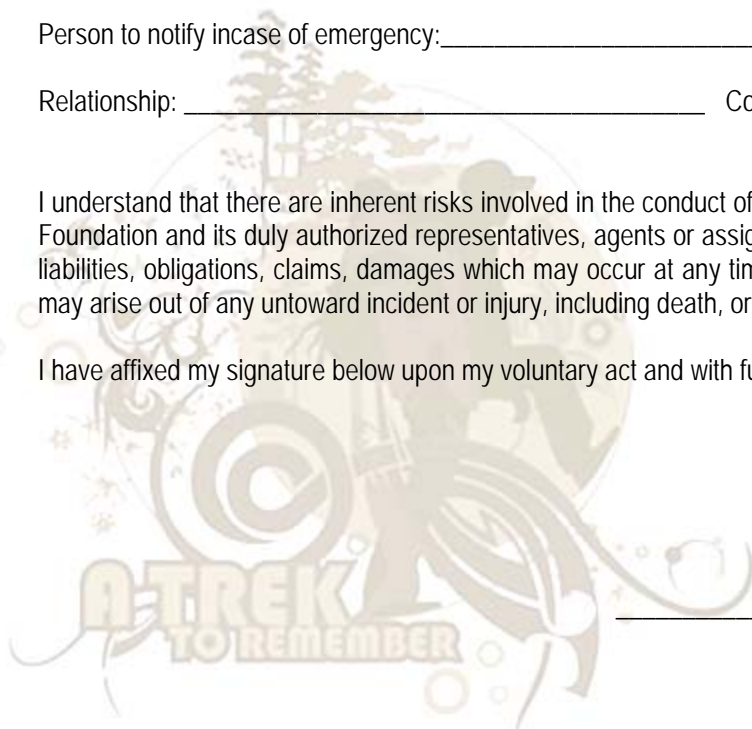 Person to notify incase of emergency:__________________________
Relationship: ________________________________________ Co
I understand that there are inherent risks involved in the conduct of
Foundation and its duly authorized representatives, agents or assig
liabilities, obligations, claims, damages which may occur at any tim
may arise out of any untoward incident or injury, including death, or
I have affixed my signature below upon my voluntary act and with fu
A TREK
TO REMEMBER
___________